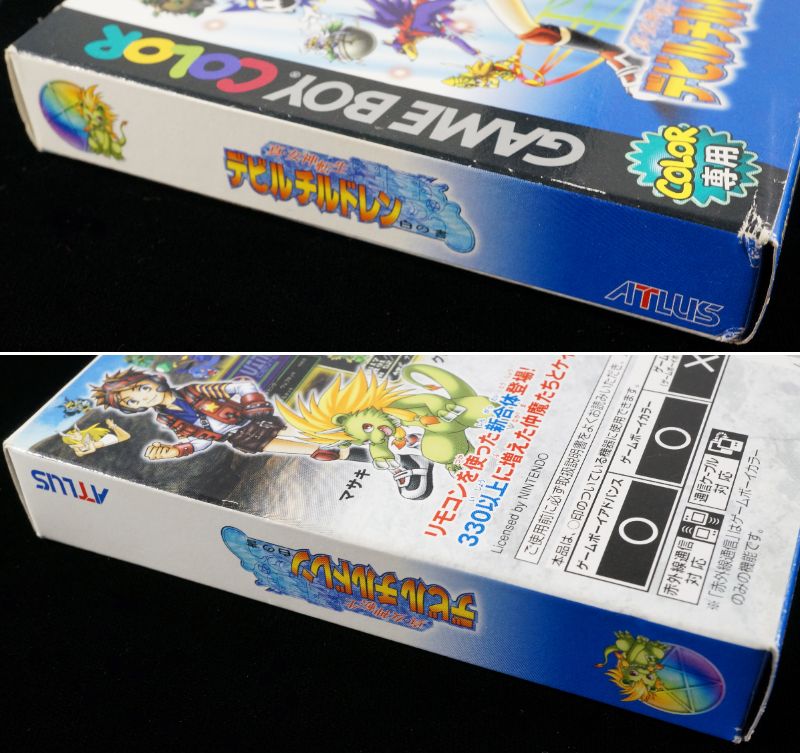 デビルチル
GAME BOY COLOR
COLOR
専用
真・女神転生
デビルチルドレン
白の書
ATLUS
マサキ
リモコンを使った新合体登場!
330以上に増えた仲魔たちと
Licensed by NINTENDO
ご使用前に必ず取扱説明書をよくお読みください。
本品は、○印のついている機器に使用できます。
ゲームボーイアドバンス
ゲームボーイカラー
○
○
×
赤外線通信
対応
通信ケーブル
対応
※「赤外線通信」はゲームボーイカラー
のみの機能です。
ATLUS
真・女神転生
デビルチルドレン
白の書